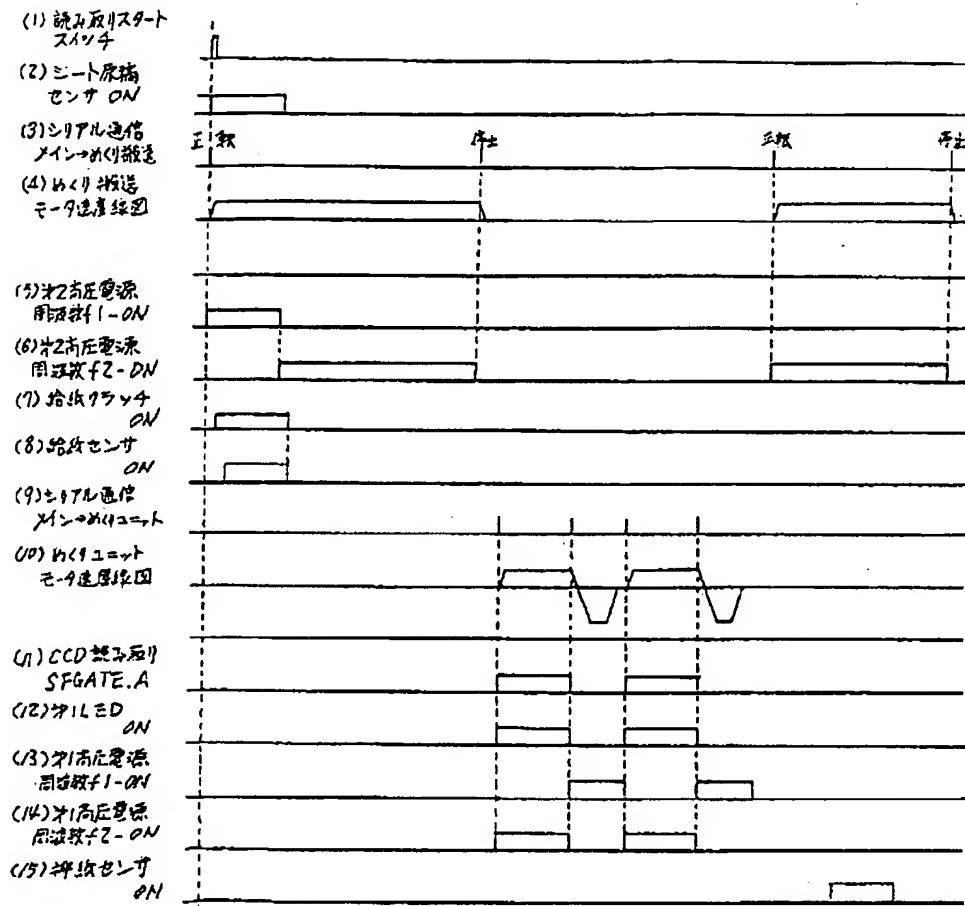 (1)読み取りスタート
スイッチ
(2) シート原稿
センサ ON
(3) シリアル通信
メイン→めくり搬送
正転
停止
正転
停止
(4) めくり搬送
モータ速度線図
(5) 第2高圧電源
周波数f1-ON
(6) 第2高圧電源
周波数f2-ON
(7) 給紙クラッチ
ON
(8) 給紙センサ
ON
(9) シリアル通信
メイン→めくりユニット
(10) めくりユニット
モータ速度線図
(11) CCD読み取り
SFGATE.A
(12) 第1LED
ON
(13) 第1高圧電源
周波数f1-ON
(14) 第1高圧電源
周波数f2-ON
(15) 排紙センサ
ON